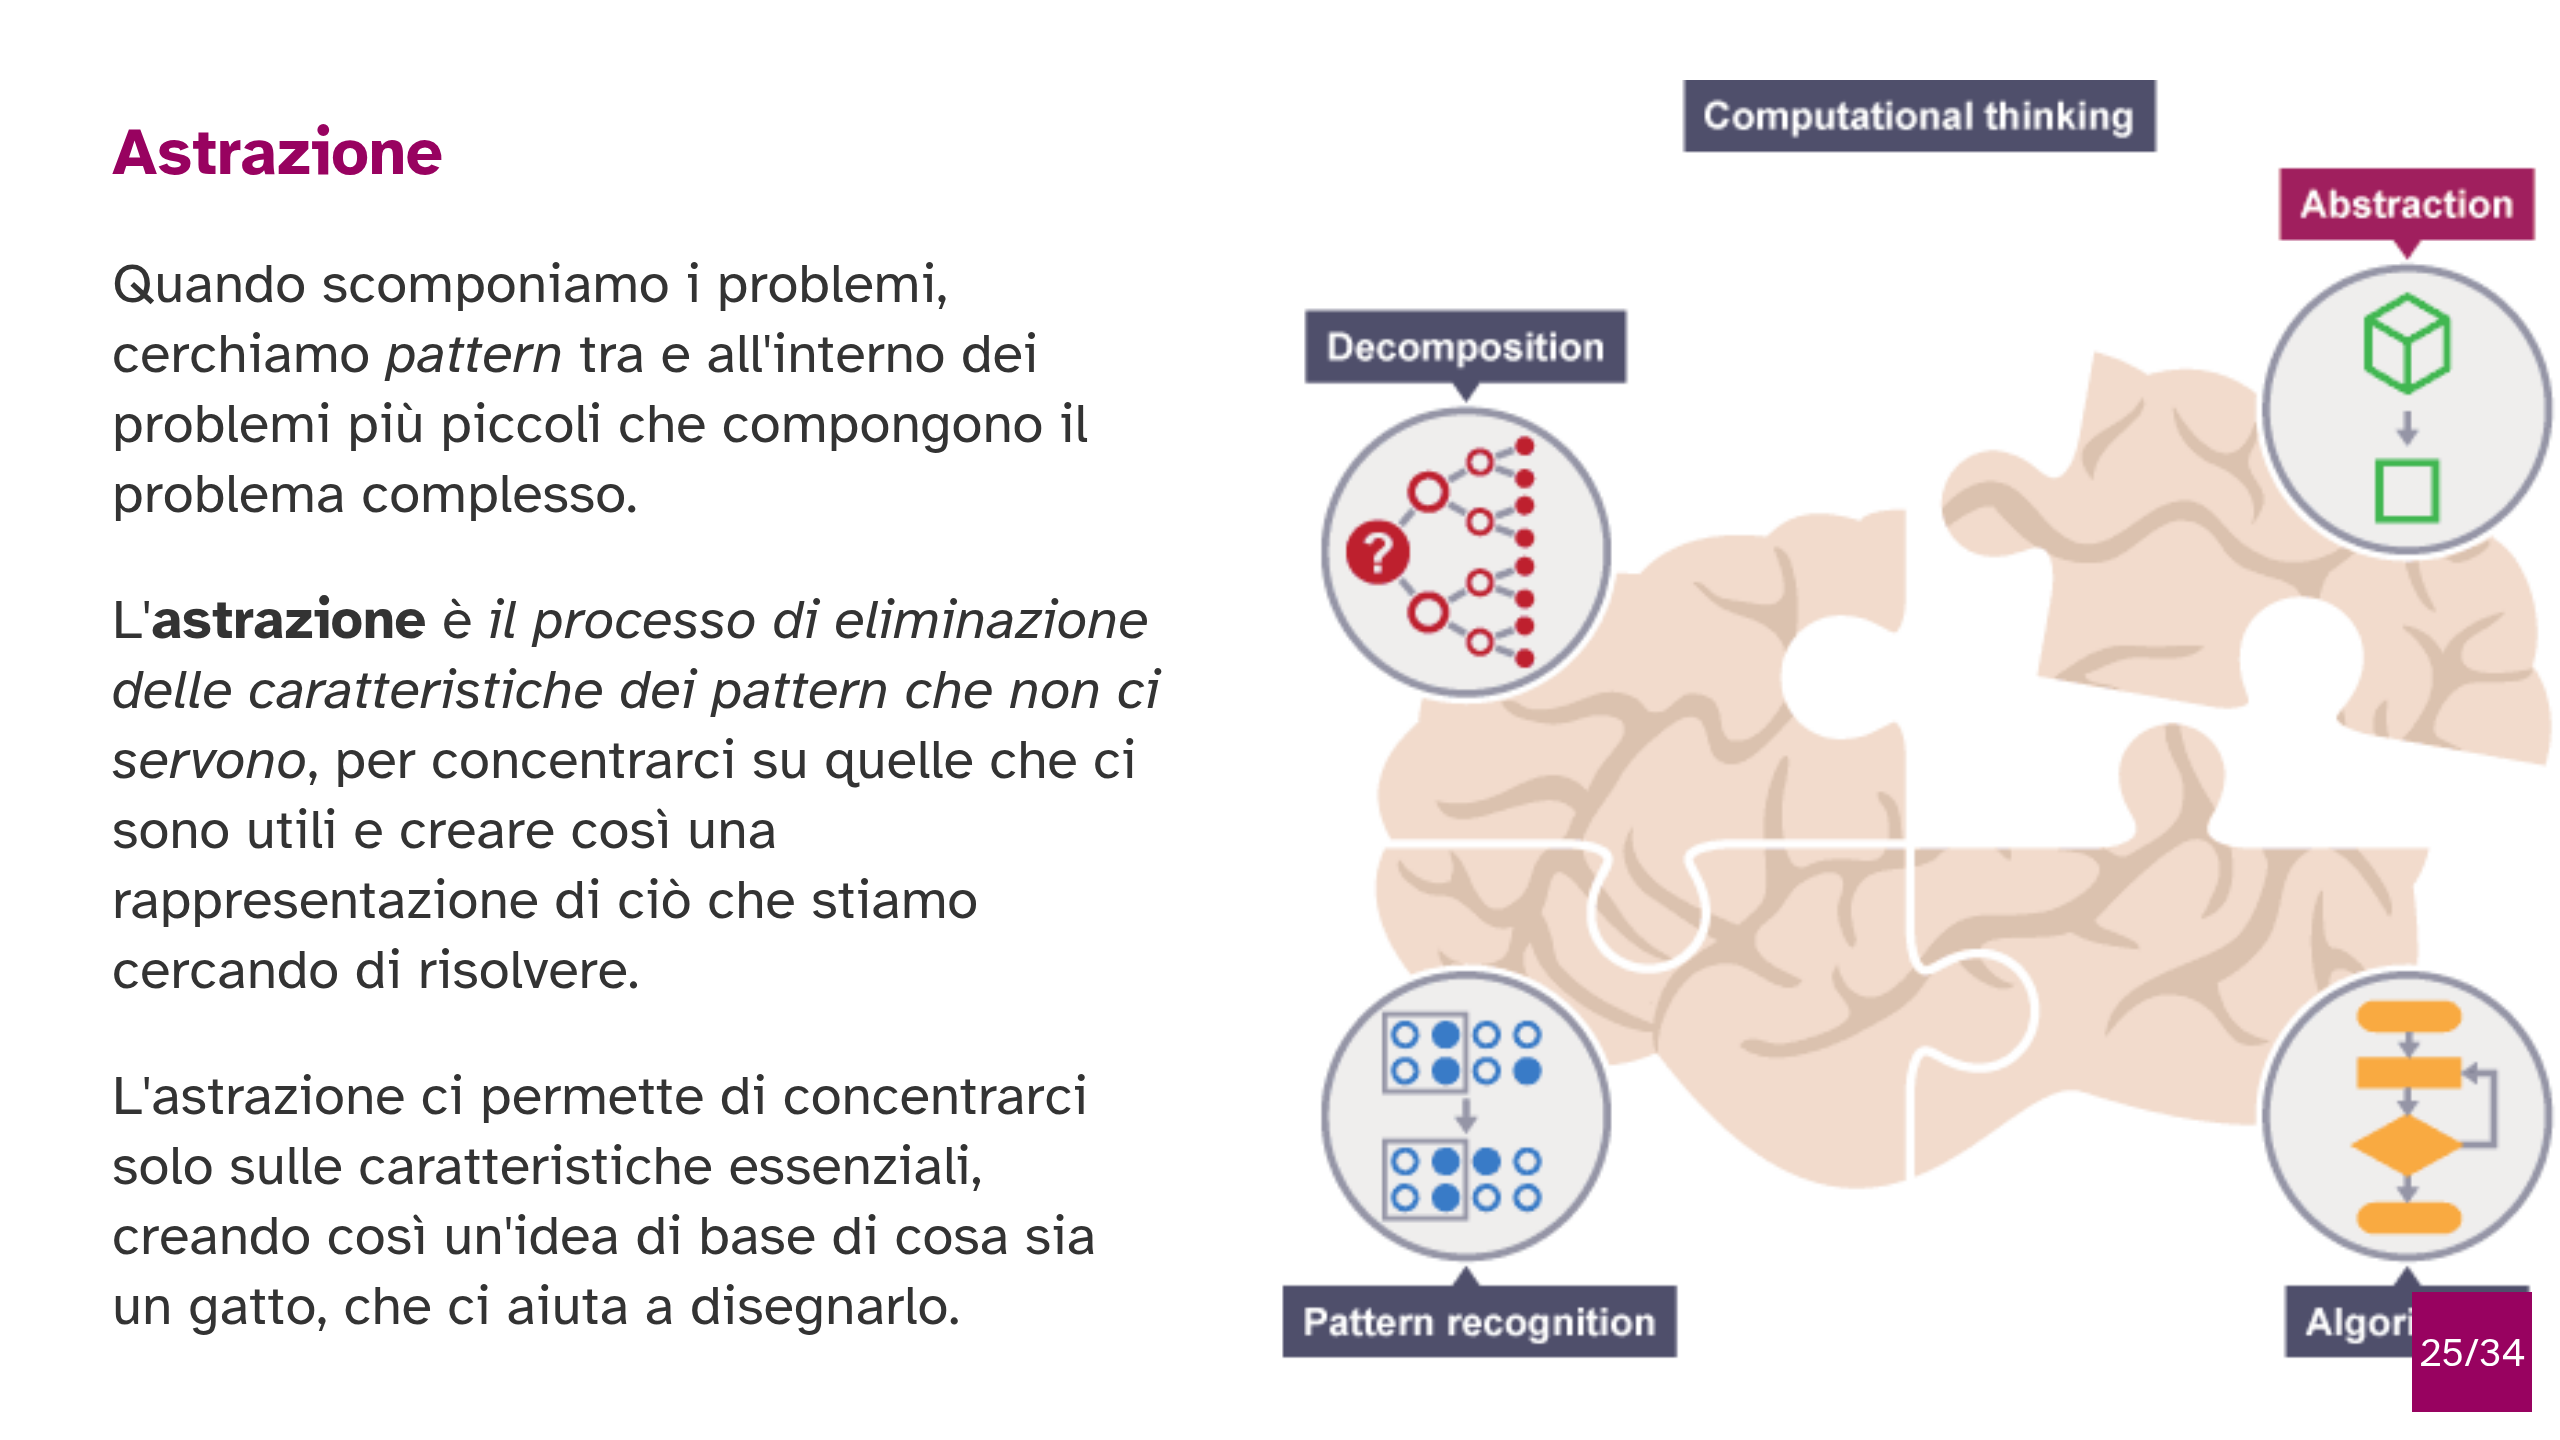 Astrazione
Quando scomponiamo i problemi,
cerchiamo pattern tra e all'interno dei
problemi più piccoli che compongono il
problema complesso.
L'astrazione è il processo di eliminazione
delle caratteristiche dei pattern che non ci
servono, per concentrarci su quelle che ci
sono utili e creare così una
rappresentazione di ciò che stiamo
cercando di risolvere.
L'astrazione ci permette di concentrarci
solo sulle caratteristiche essenziali,
creando così un'idea di base di cosa sia
un gatto, che ci aiuta a disegnarlo.
Computational thinking
Abstraction
Decomposition
?
Pattern recognition
25/34